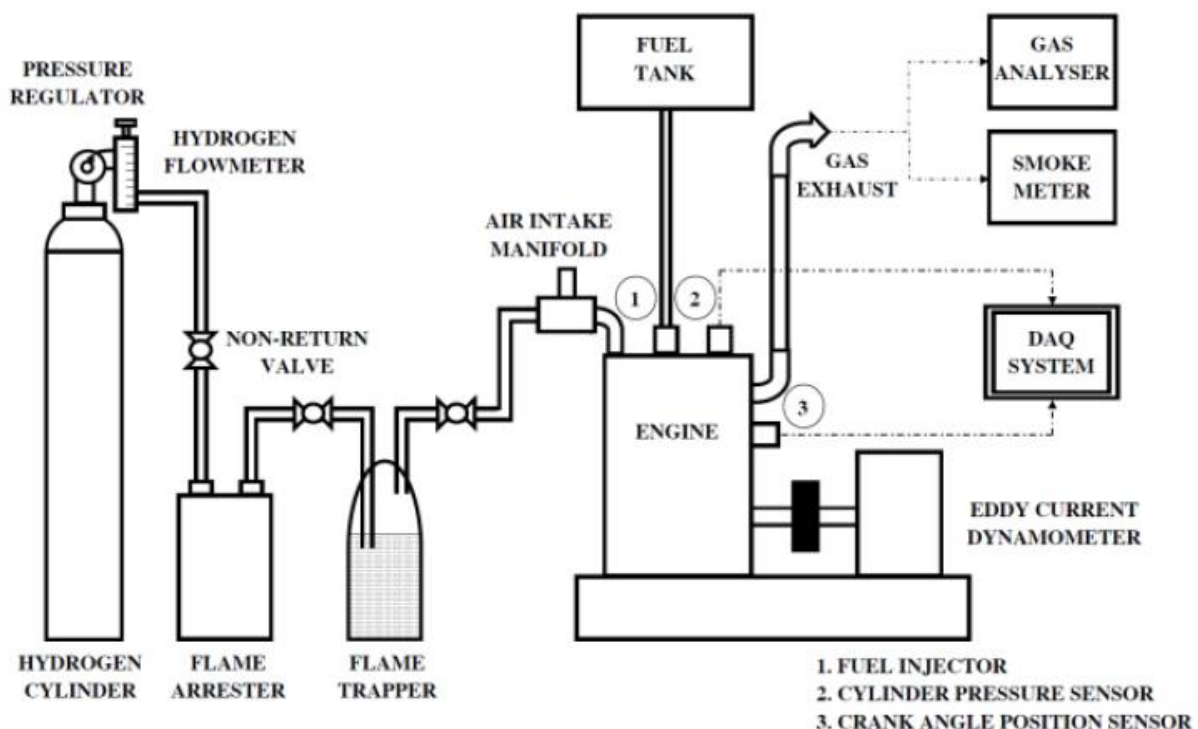 PRESSURE
REGULATOR
HYDROGEN
FLOWMETER
FUEL
TANK
GAS
ANALYSER
GAS
EXHAUST
SMOKE
METER
AIR INTAKE
MANIFOLD
1
2
NON-RETURN
VALVE
DAQ
SYSTEM
3
ENGINE
EDDY CURRENT
DYNAMOMETER
HYDROGEN
CYLINDER
FLAME
ARRESTER
FLAME
TRAPPER
1. FUEL INJECTOR
2. CYLINDER PRESSURE SENSOR
3. CRANK ANGLE POSITION SENSOR